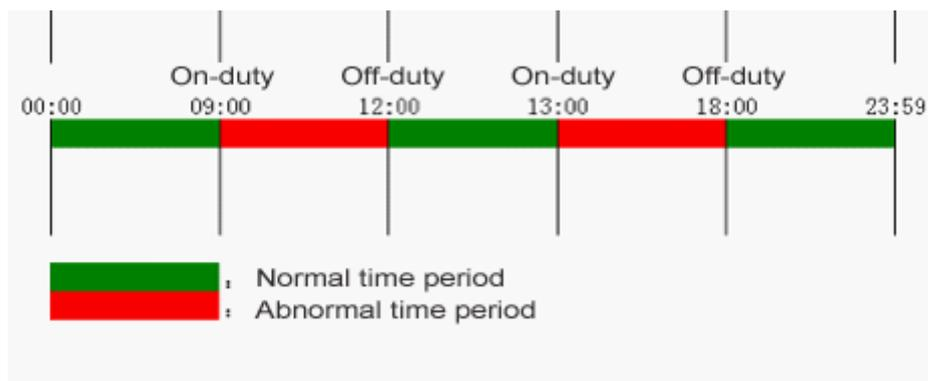 On-duty Off-duty On-duty Off-duty
00:00 09:00 12:00 13:00 18:00 23:59
: Normal time period
: Abnormal time period